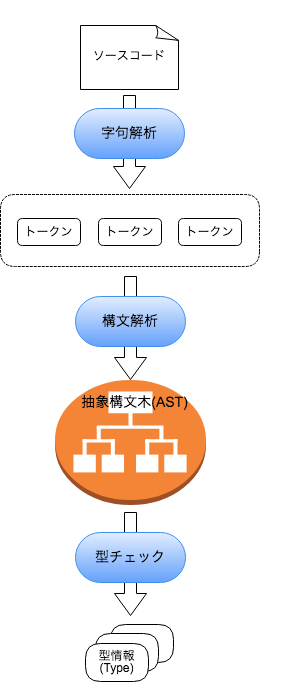 ソースコード
字句解析
トークン トークン トークン
構文解析
抽象構文木(AST)
型チェック
型情報
(Type)